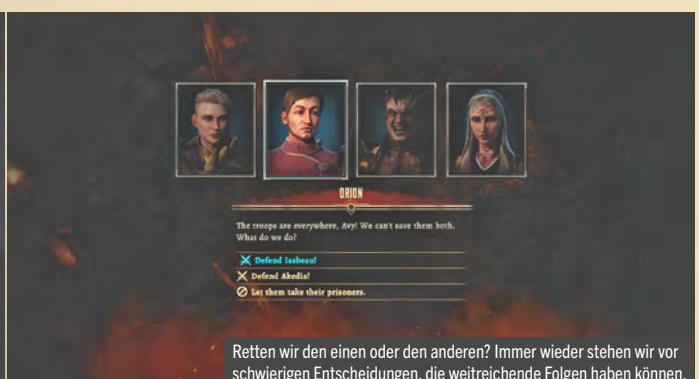 ORION
The troops are everywhere, Avy! We can't save them both.
What do we do?
Defend Isabeau!
Defend Akedia!
Let them take their prisoners.
Retten wir den einen oder den anderen? Immer wieder stehen wir vor
schwierigen Entscheidungen, die weitreichende Folgen haben können.